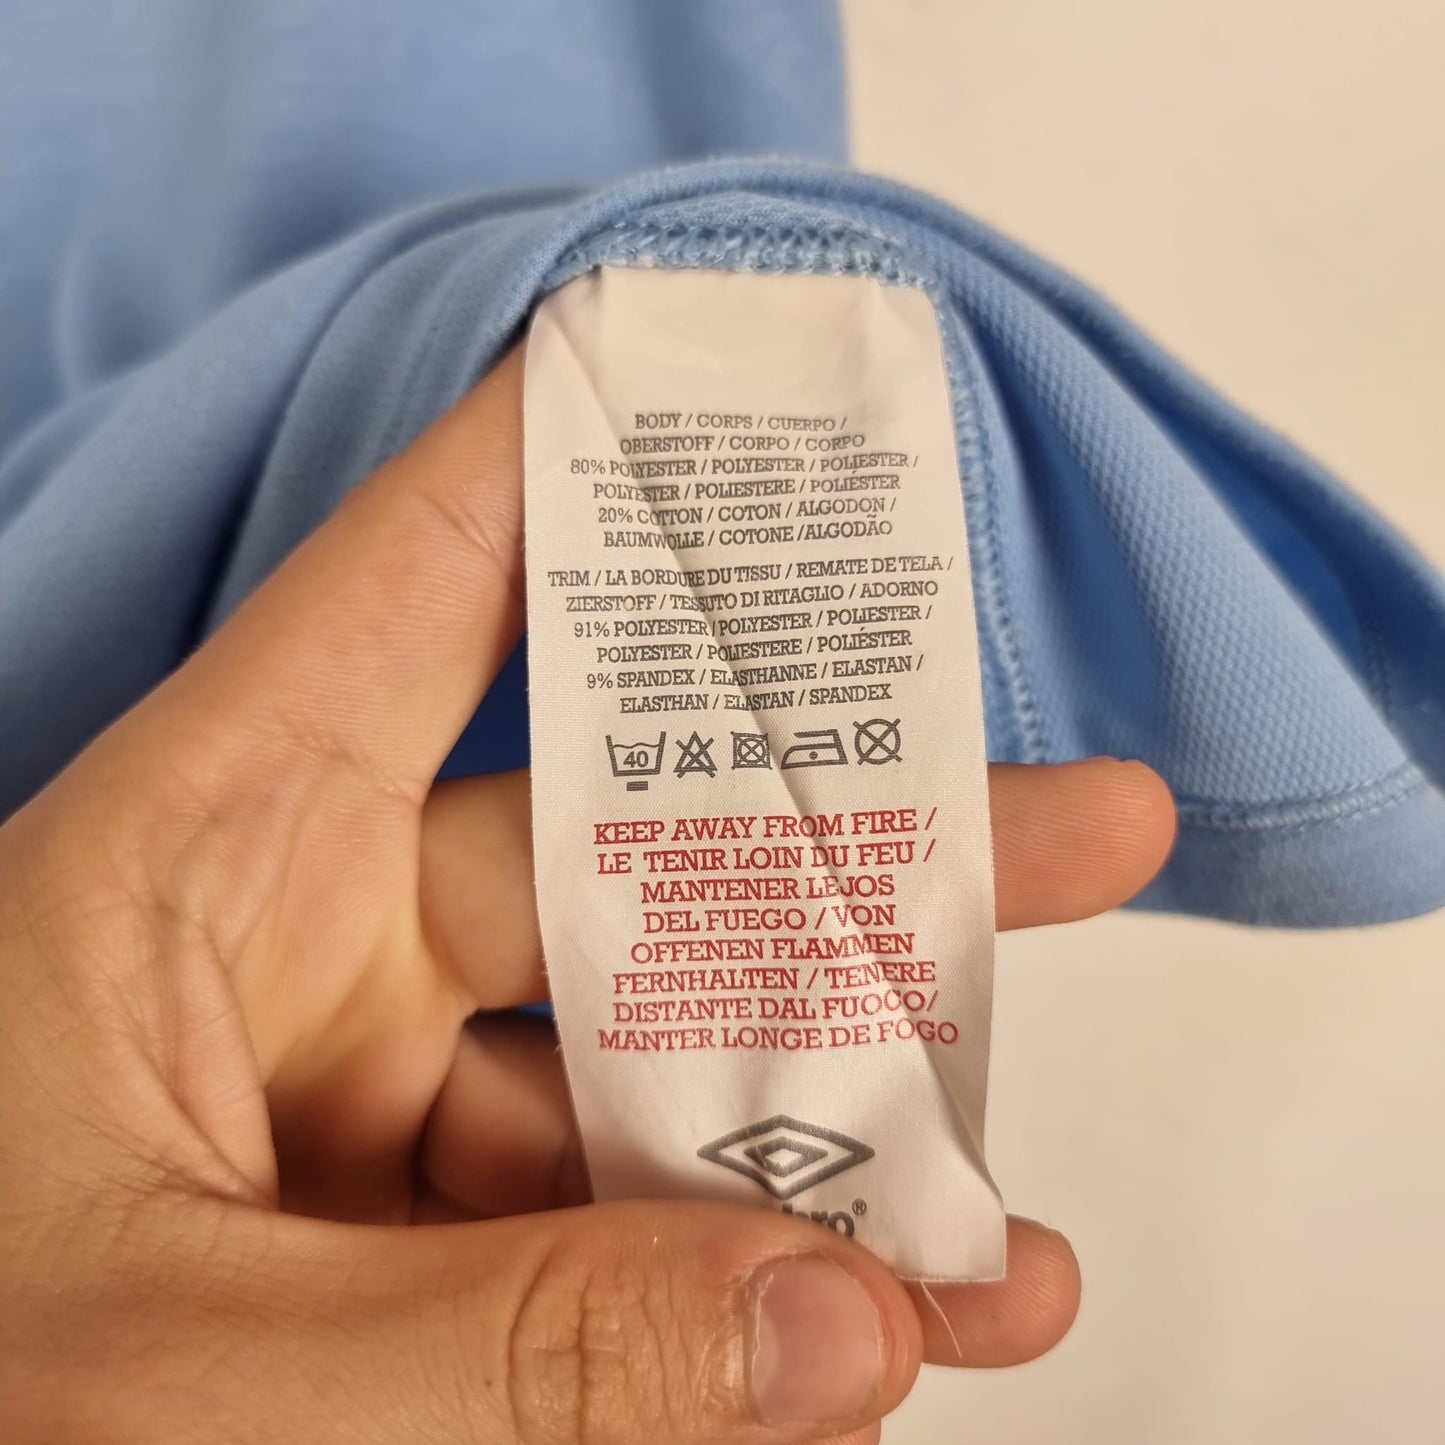 BODY / CORPS / CUERPO /
OBERSTOFF / CORPO / CORPO
80% POLYESTER / POLYESTER / POLIESTER /
POLYESTER / POLIESTERE / POLIÉSTER
20% COTTON / COTON / ALGODON /
BAUMWOLLE / COTONE /ALGODÃO
TRIM / LA BORDURE DU TISSU / REMATE DE TELA /
ZIERSTOFF / TESSUTO DI RITAGLIO / ADORNO
91% POLYESTER / POLYESTER / POLIESTER /
POLYESTER / POLIESTERE / POLIÉSTER
9% SPANDEX / ELASTHANNE / ELASTAN /
ELASTHAN / ELASTAN / SPANDEX
40
KEEP AWAY FROM FIRE /
LE TENIR LOIN DU FEU /
MANTENER LEJOS
DEL FUEGO / VON
OFFENEN FLAMMEN
FERNHALTEN / TENERE
DISTANTE DAL FUOCO/
MANTER LONGE DE FOGO